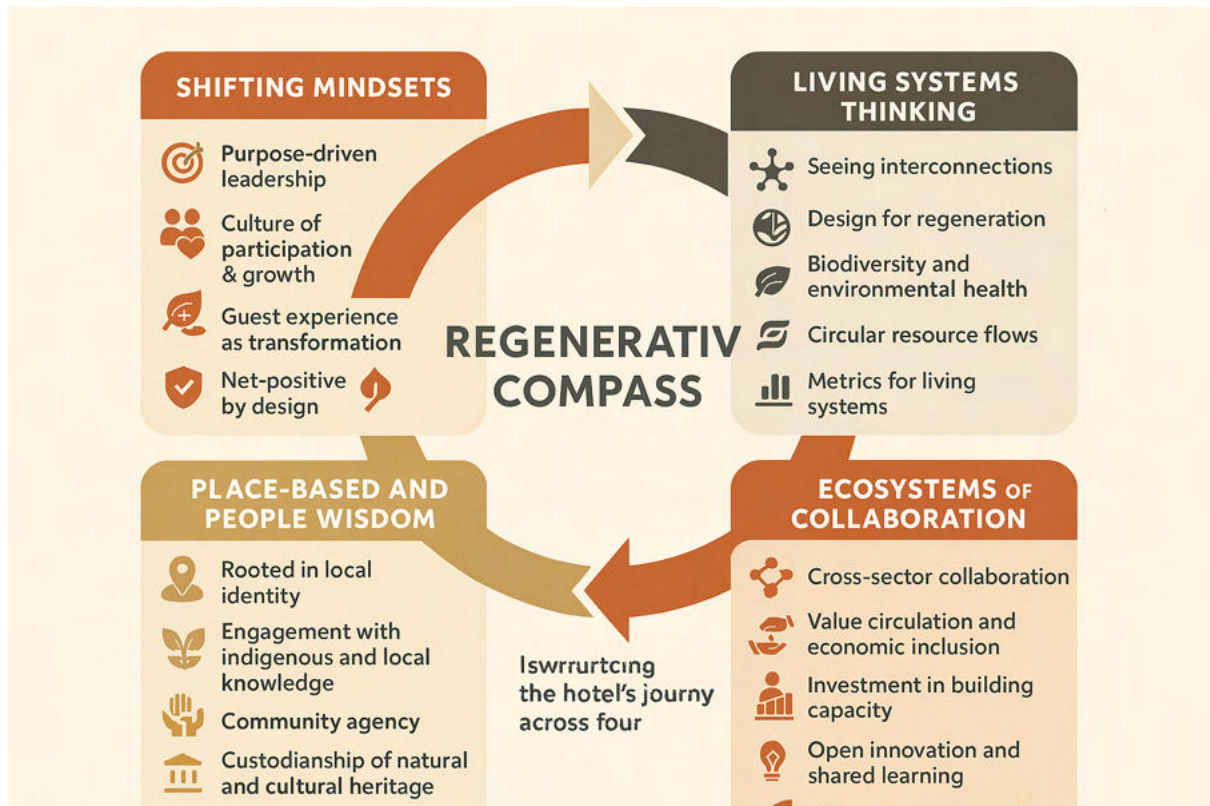 SHIFTING MINDSETS
Purpose-driven
leadership
Culture of
participation
& growth
Guest experience
as transformation
Net-positive
by design
LIVING SYSTEMS
THINKING
Seeing interconnections
Design for regeneration
Biodiversity and
environmental health
Circular resource flows
Metrics for living
systems
REGENERATIV
COMPASS
PLACE-BASED AND
PEOPLE WISDOM
Rooted in local
identity
Engagement with
indigenous and local
knowledge
Community agency
Custodianship of natural
and cultural heritage
the hotel's journy
across four
ECOSYSTEMS OF
COLLABORATION
Cross-sector collaboration
Value circulation and
economic inclusion
Investment in building
capacity
Open innovation and
shared learning